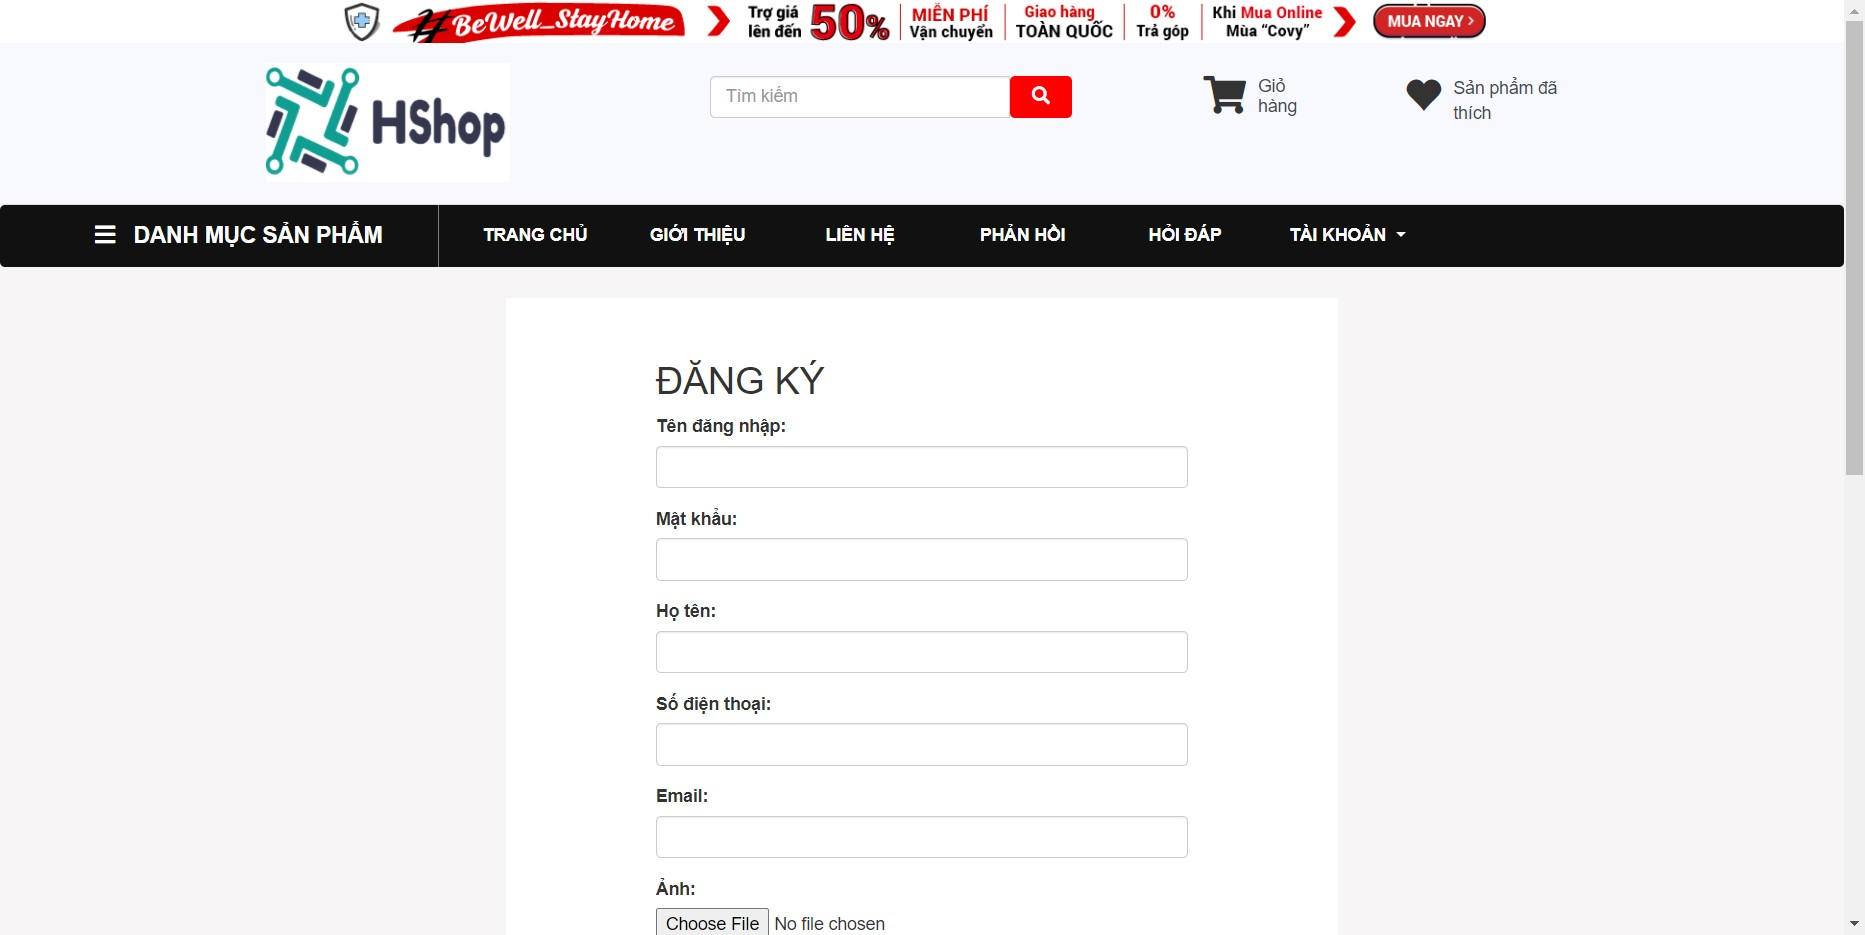 #BeWell_StayHome
Trợ giá
lên đến
50%
MIỄN PHÍ
Vận chuyển
Giao hàng
TOÀN QUỐC
0%
Trả góp
Khi Mua Online
Mùa “Covy”
MUA NGAY
HShop
Tìm kiếm
Giỏ
hàng
Sản phẩm đã
thích
DANH MỤC SẢN PHẨM
TRANG CHỦ
GIỚI THIỆU
LIÊN HỆ
PHẢN HỒI
HỎI ĐÁP
TÀI KHOẢN
ĐĂNG KÝ
Tên đăng nhập:
Mật khẩu:
Họ tên:
Số điện thoại:
Email:
Ảnh:
Choose File No file chosen